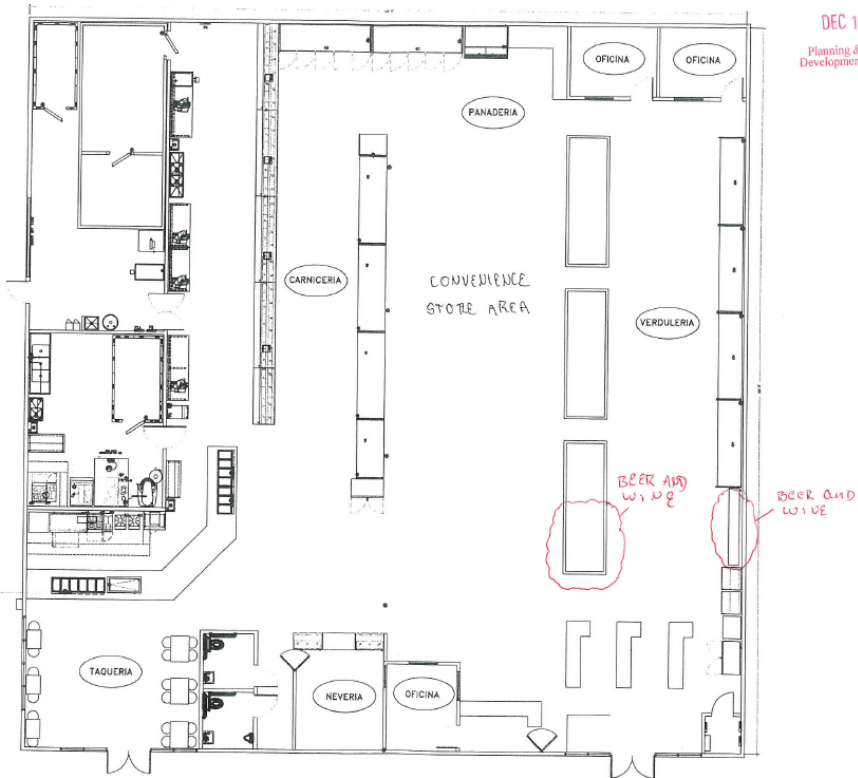 DEC 1
Planning &
Development
OFICINA
OFICINA
PANADERIA
CARNICERIA
CONVENIENCE
STORE AREA
VERDULERIA
BEER AND
WINE
BEER AND
WINE
TAQUERIA
NEVERIA
OFICINA